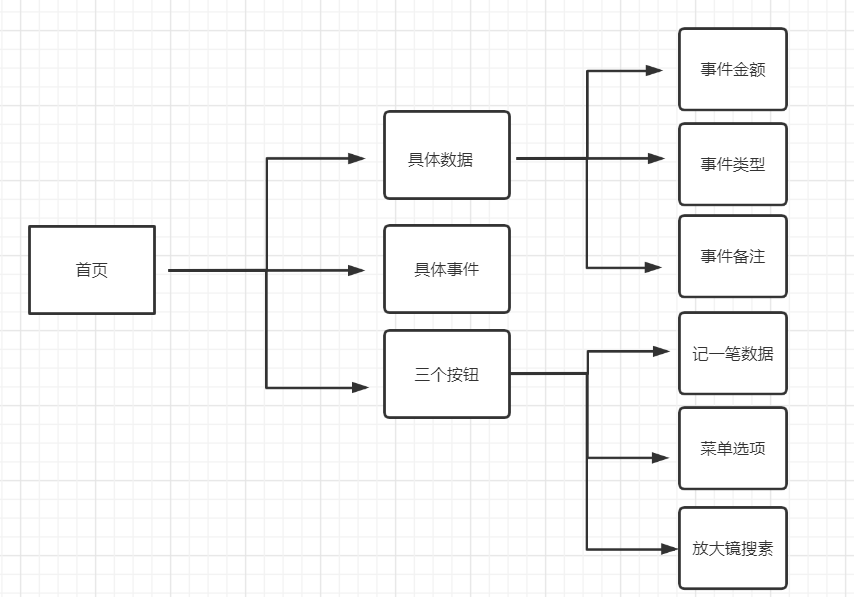 首页
具体数据
具体事件
三个按钮
事件金额
事件类型
事件备注
记一笔数据
菜单选项
放大镜搜素